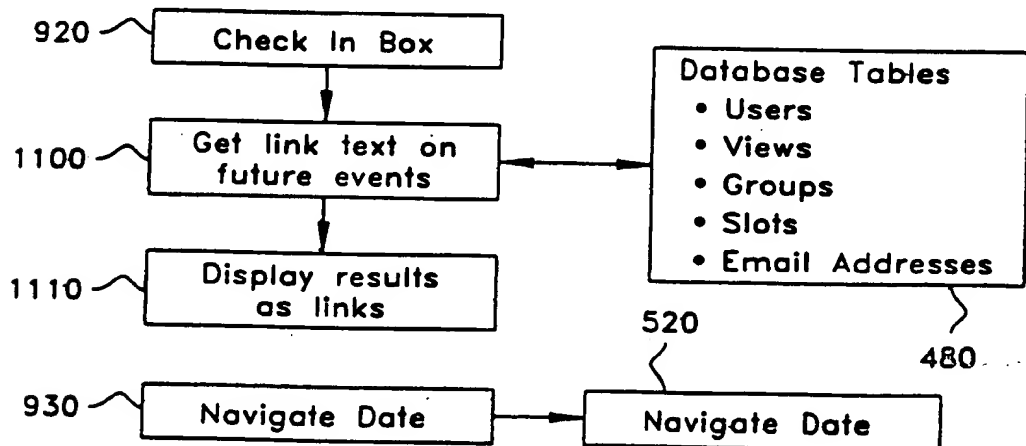 920
Check In Box
1100
Get link text on
future events
1110
Display results
as links
Database Tables
• Users
• Views
• Groups
• Slots
• Email Addresses
480
930
Navigate Date
520
Navigate Date